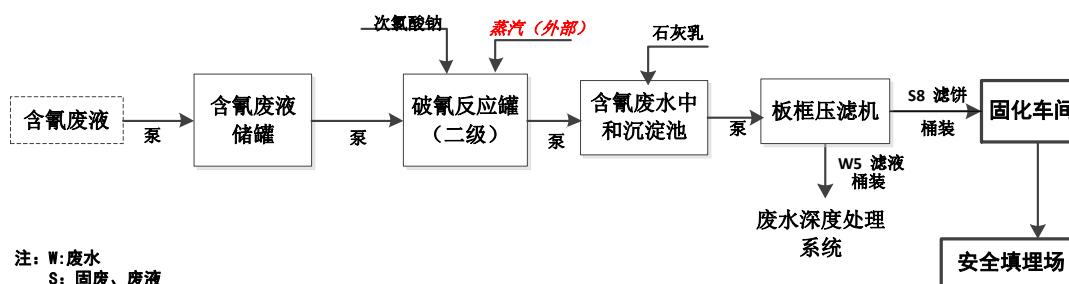 次氯酸钠
蒸汽（外部）
石灰乳
含氰废液
泵
含氰废液
储罐
泵
破氰反应罐
（二级）
泵
含氰废水中
和沉淀池
泵
板框压滤机
S8 滤饼
桶装
固化车间
W5 滤液
桶装
废水深度处理
系统
安全填埋场
注：W:废水
S：固废、废液